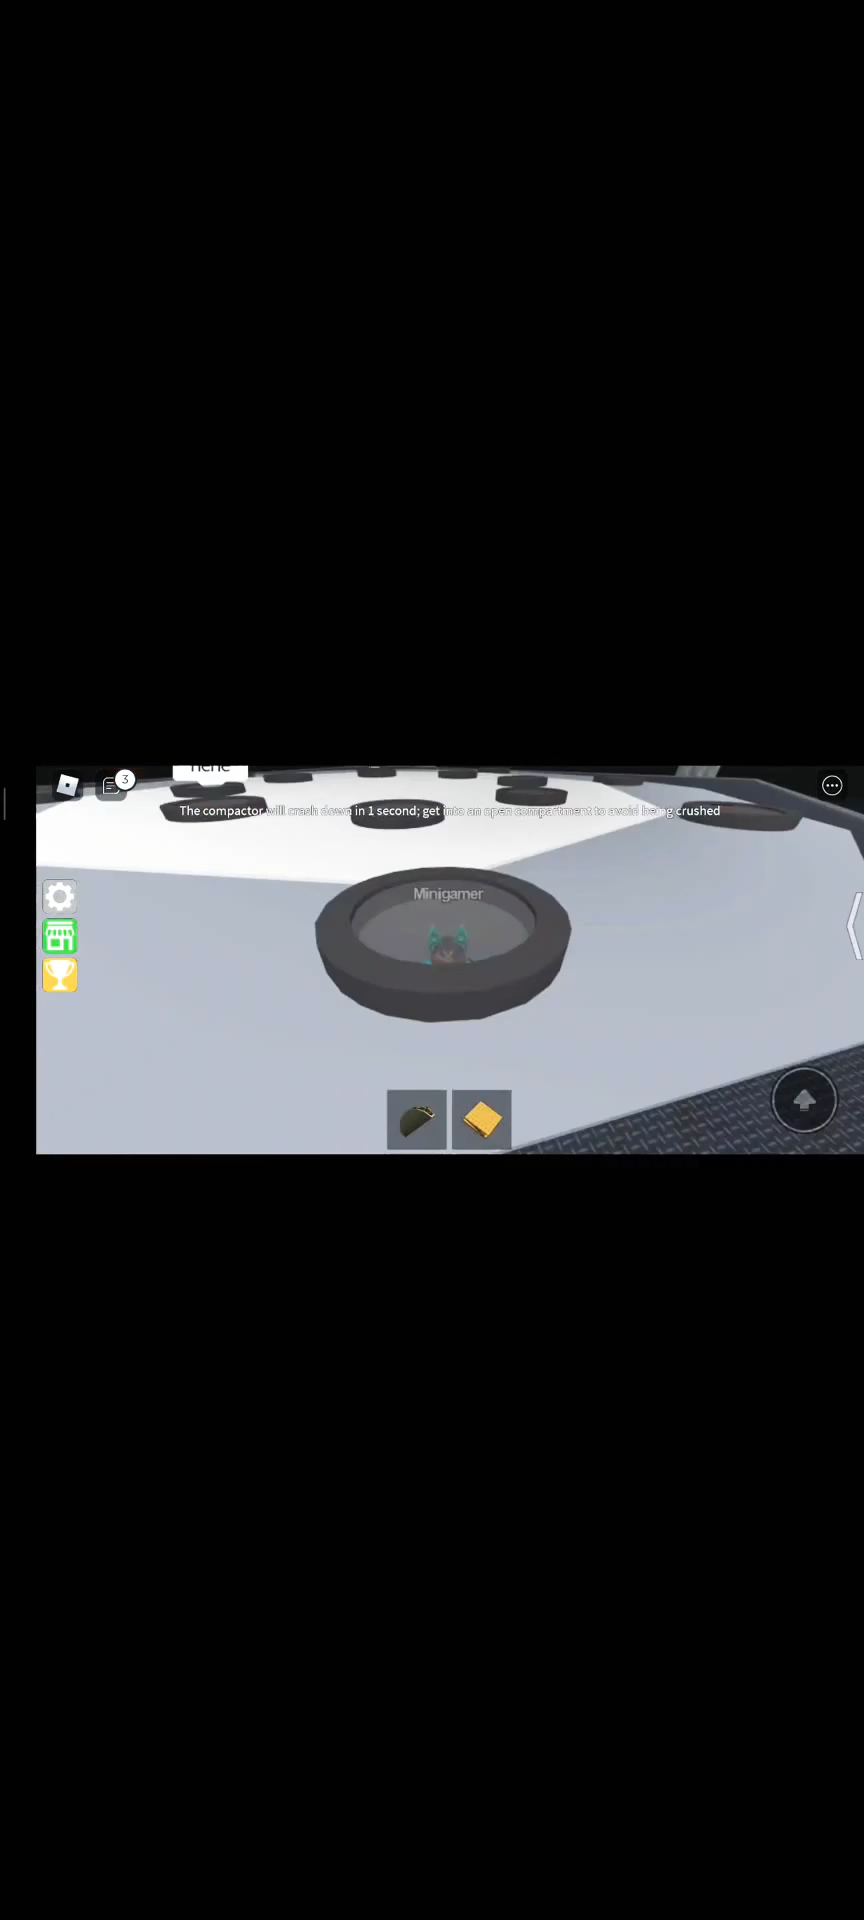 3
The compactor will crash down in 1 second; get into an open compartment to avoid being crushed
Minigamer